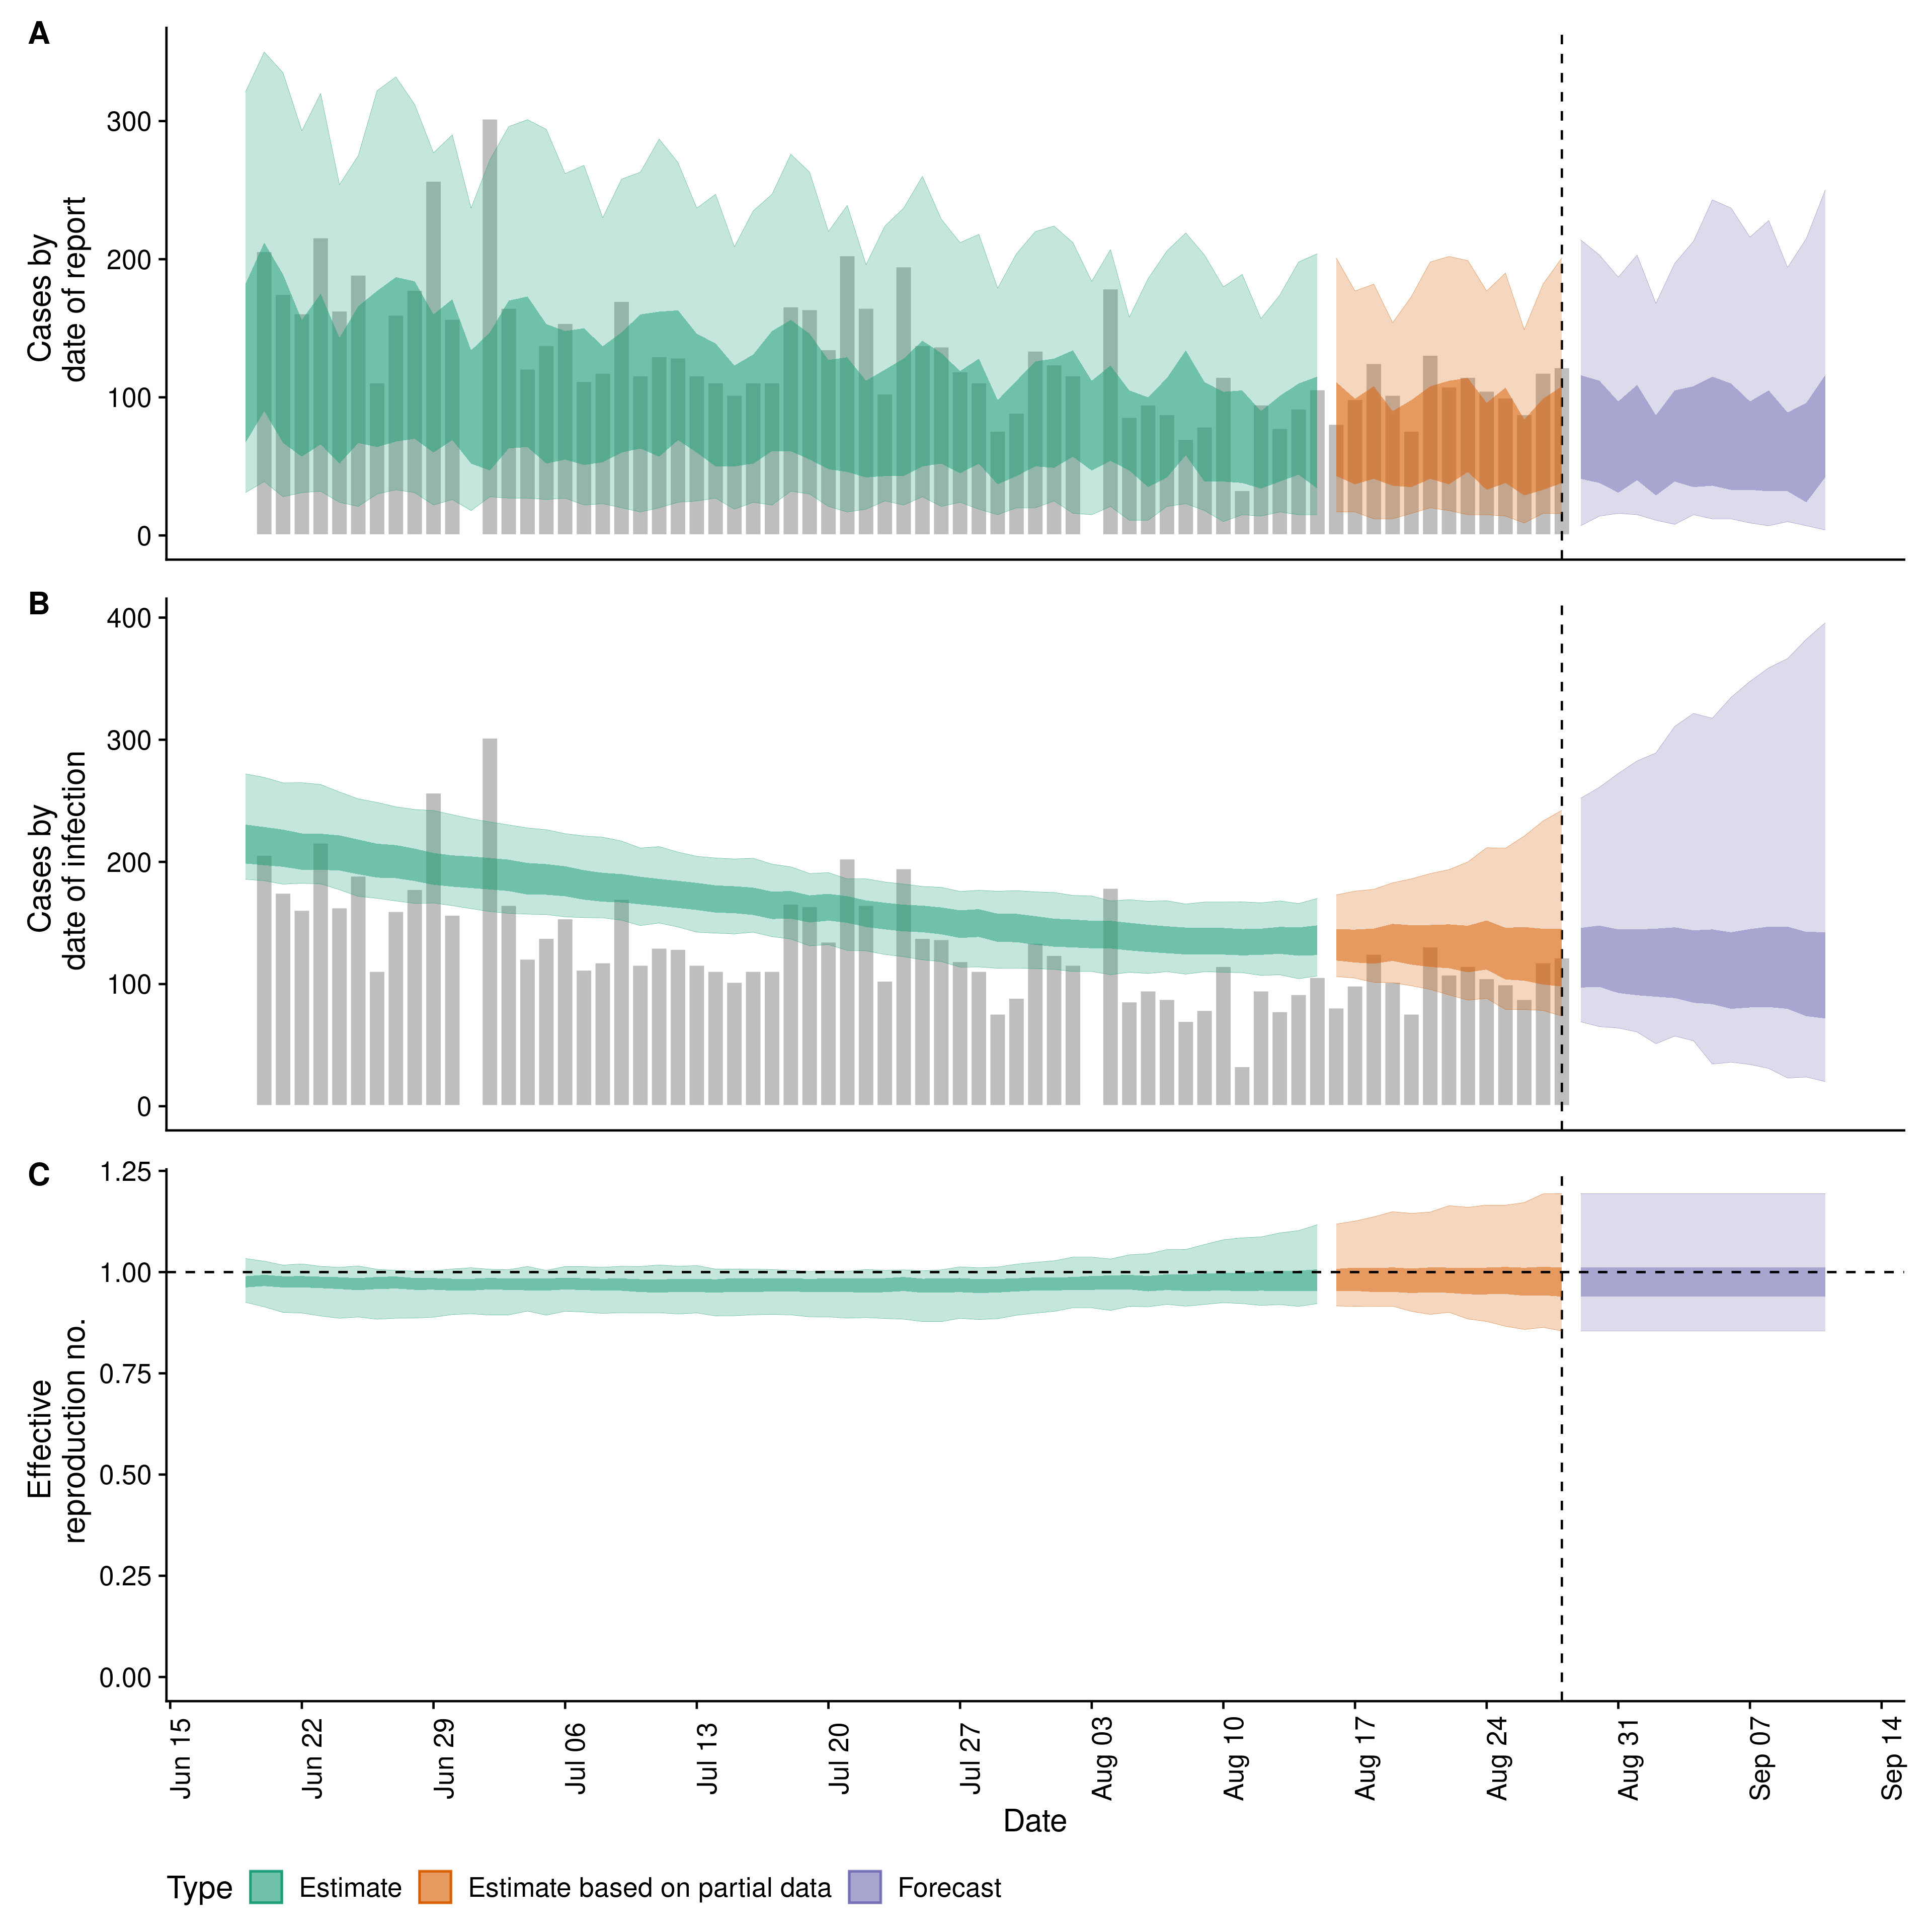 A
Cases by
date of report
300
200
100
0
B
Cases by
date of infection
400
300
200
100
0
C
Effective
reproduction no.
1.25
1.00
0.75
0.50
0.25
0.00
Jun 15
Jun 22
Jun 29
Jul 06
Jul 13
Jul 20
Jul 27
Aug 03
Aug 10
Aug 17
Aug 24
Aug 31
Sep 07
Sep 14
Date
Type Estimate Estimate based on partial data Forecast